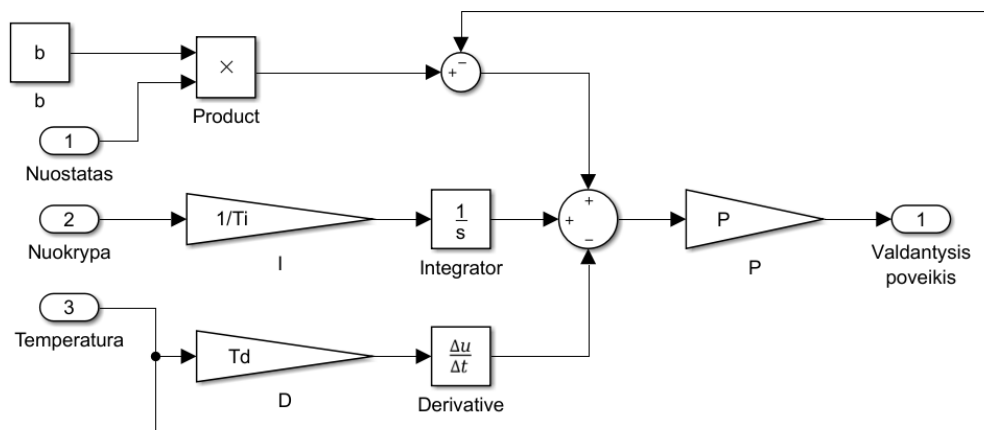 b
b
×
Product
1
Nuostatas
−
+
2
Nuokrypa
1/Ti
I
1
s
Integrator
+
+
−
P
P
1
Valdantysis
poveikis
3
Temperatura
Td
D
Δu
Δt
Derivative